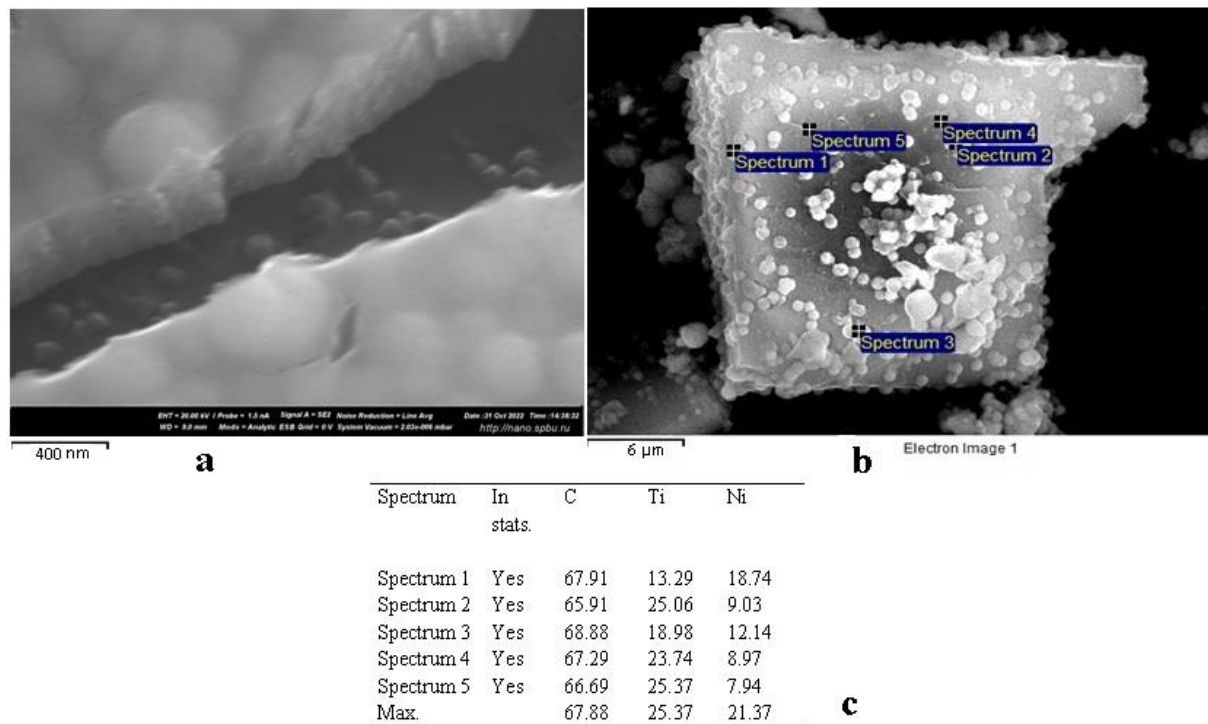 EHT = 20.00 kV I Probe = 1.5 nA Signal A = SE2 Noise Reduction = Line Avg Date :31 Oct 2022 Time :14:38:32
WD = 9.0 mm Mode = Analytic ESB Grid = 0 V System Vacuum = 2.03e-006 mbar http://nano.spbu.ru
400 nm
a
Spectrum 4
Spectrum 5
Spectrum 2
Spectrum 1
Spectrum 3
6 µm
b
Electron Image 1
Spectrum In C Ti Ni
stats.
Spectrum 1 Yes 67.91 13.29 18.74
Spectrum 2 Yes 65.91 25.06 9.03
Spectrum 3 Yes 68.88 18.98 12.14
Spectrum 4 Yes 67.29 23.74 8.97
Spectrum 5 Yes 66.69 25.37 7.94
Max. 67.88 25.37 21.37
c